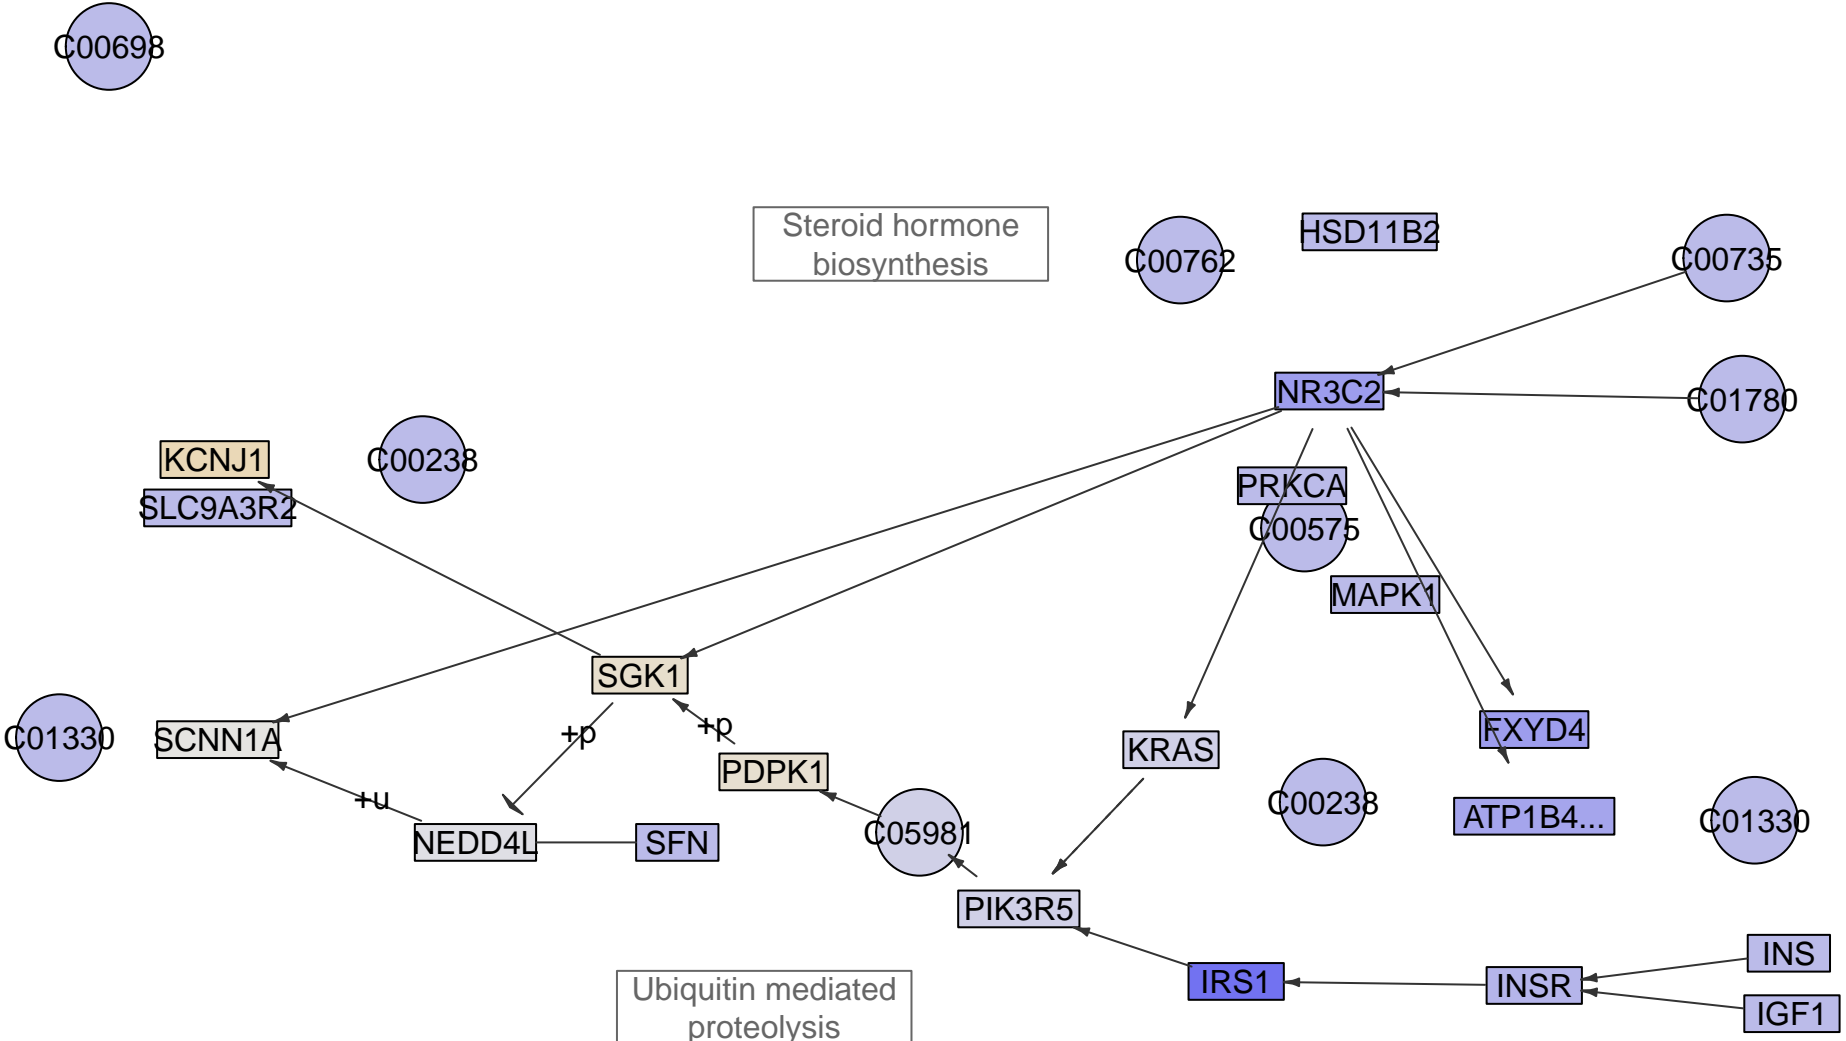 C00698
Steroid hormone
biosynthesis
C00762
HSD11B2
C00735
NR3C2
C01780
KCNJ1
C00238
SLC9A3R2
PRKCA
C00575
MAPK1
SGK1
C01330
SCNN1A
+p
+p
FXYD4
KRAS
PDPK1
C00238
+u
ATP1B4...
C01330
NEDD4L
SFN
C05981
PIK3R5
INS
Ubiquitin mediated
proteolysis
IRS1
INSR
IGF1